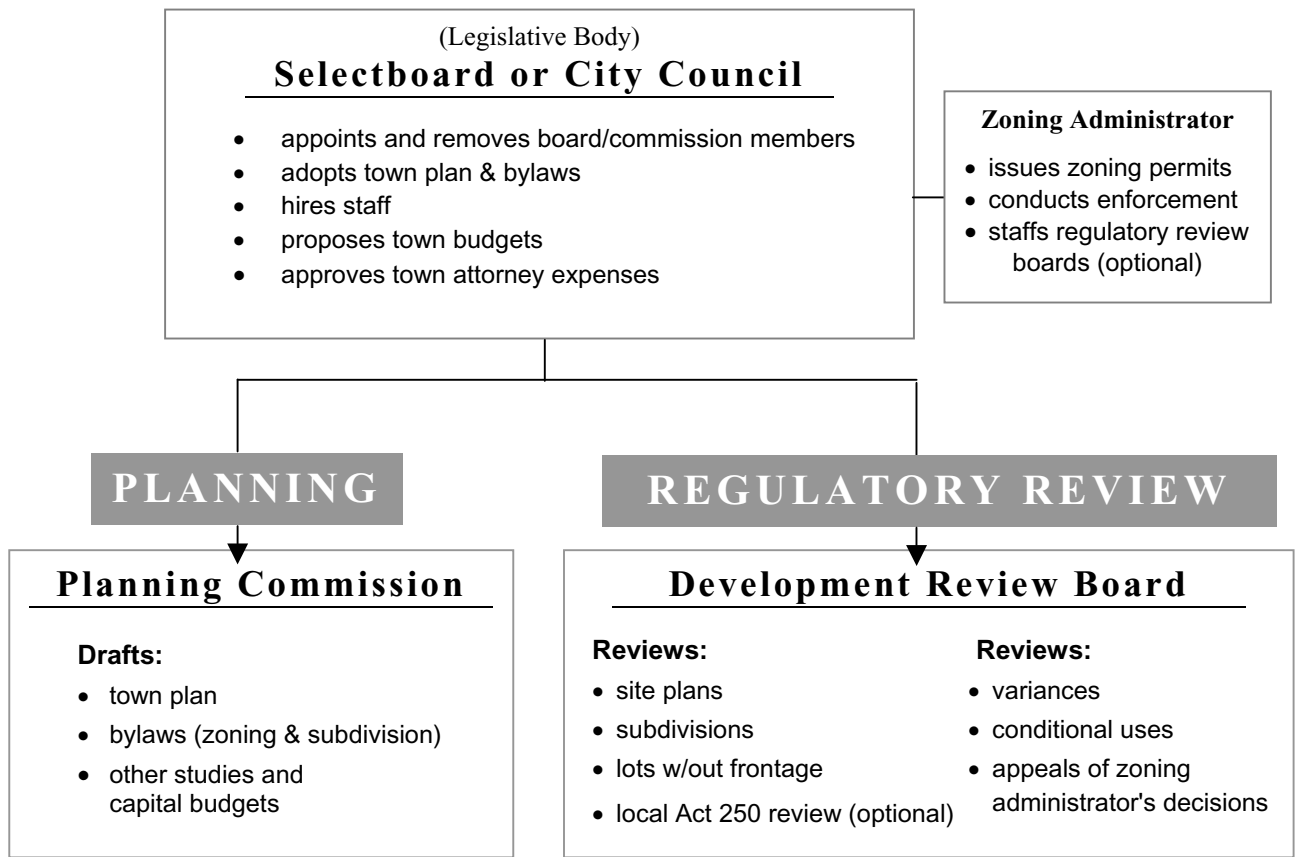 (Legislative Body)
Selectboard or City Council
• appoints and removes board/commission members
• adopts town plan & bylaws
• hires staff
• proposes town budgets
• approves town attorney expenses
Zoning Administrator
• issues zoning permits
• conducts enforcement
• staffs regulatory review
boards (optional)
PLANNING
REGULATORY REVIEW
Planning Commission
Drafts:
• town plan
• bylaws (zoning & subdivision)
• other studies and
capital budgets
Development Review Board
Reviews:
• site plans
• subdivisions
• lots w/out frontage
• local Act 250 review (optional)
Reviews:
• variances
• conditional uses
• appeals of zoning
administrator's decisions